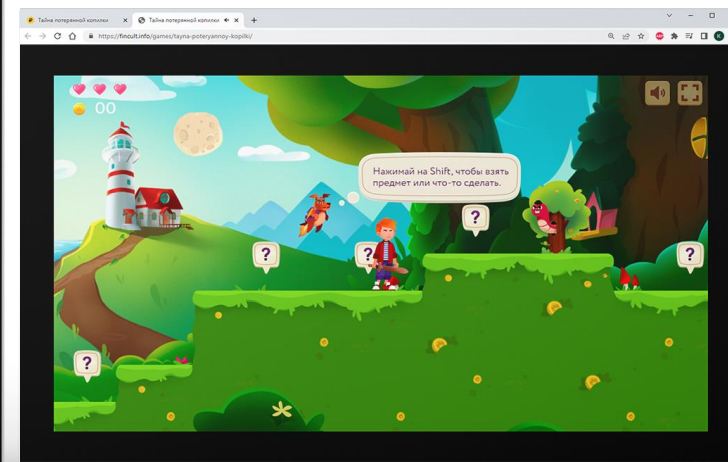 Тайна потерянной копилки
Тайна потерянной копилки
https://fincult.info/games/tayna-poteryannoy-kopilki/
00
Нажимай на Shift, чтобы взять
предмет или что-то сделать.
?
?
?
?
?
K